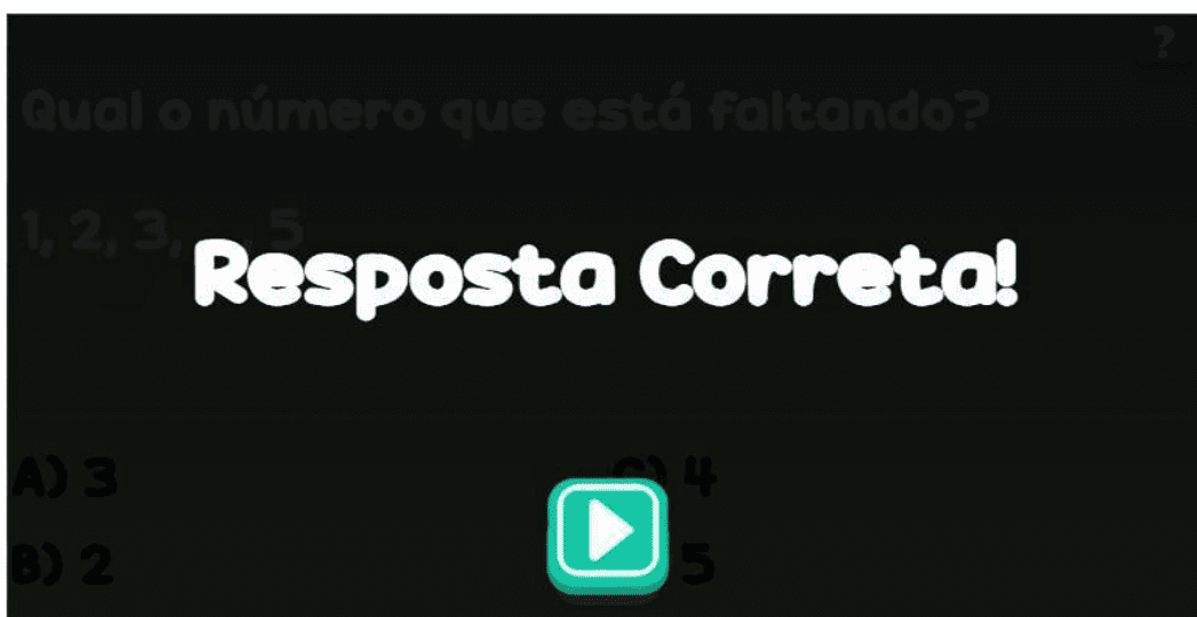 ?
Qual o número que está faltando?
1, 2, 3, _, 5
Resposta Correta!
A) 3
C) 4
B) 2
5